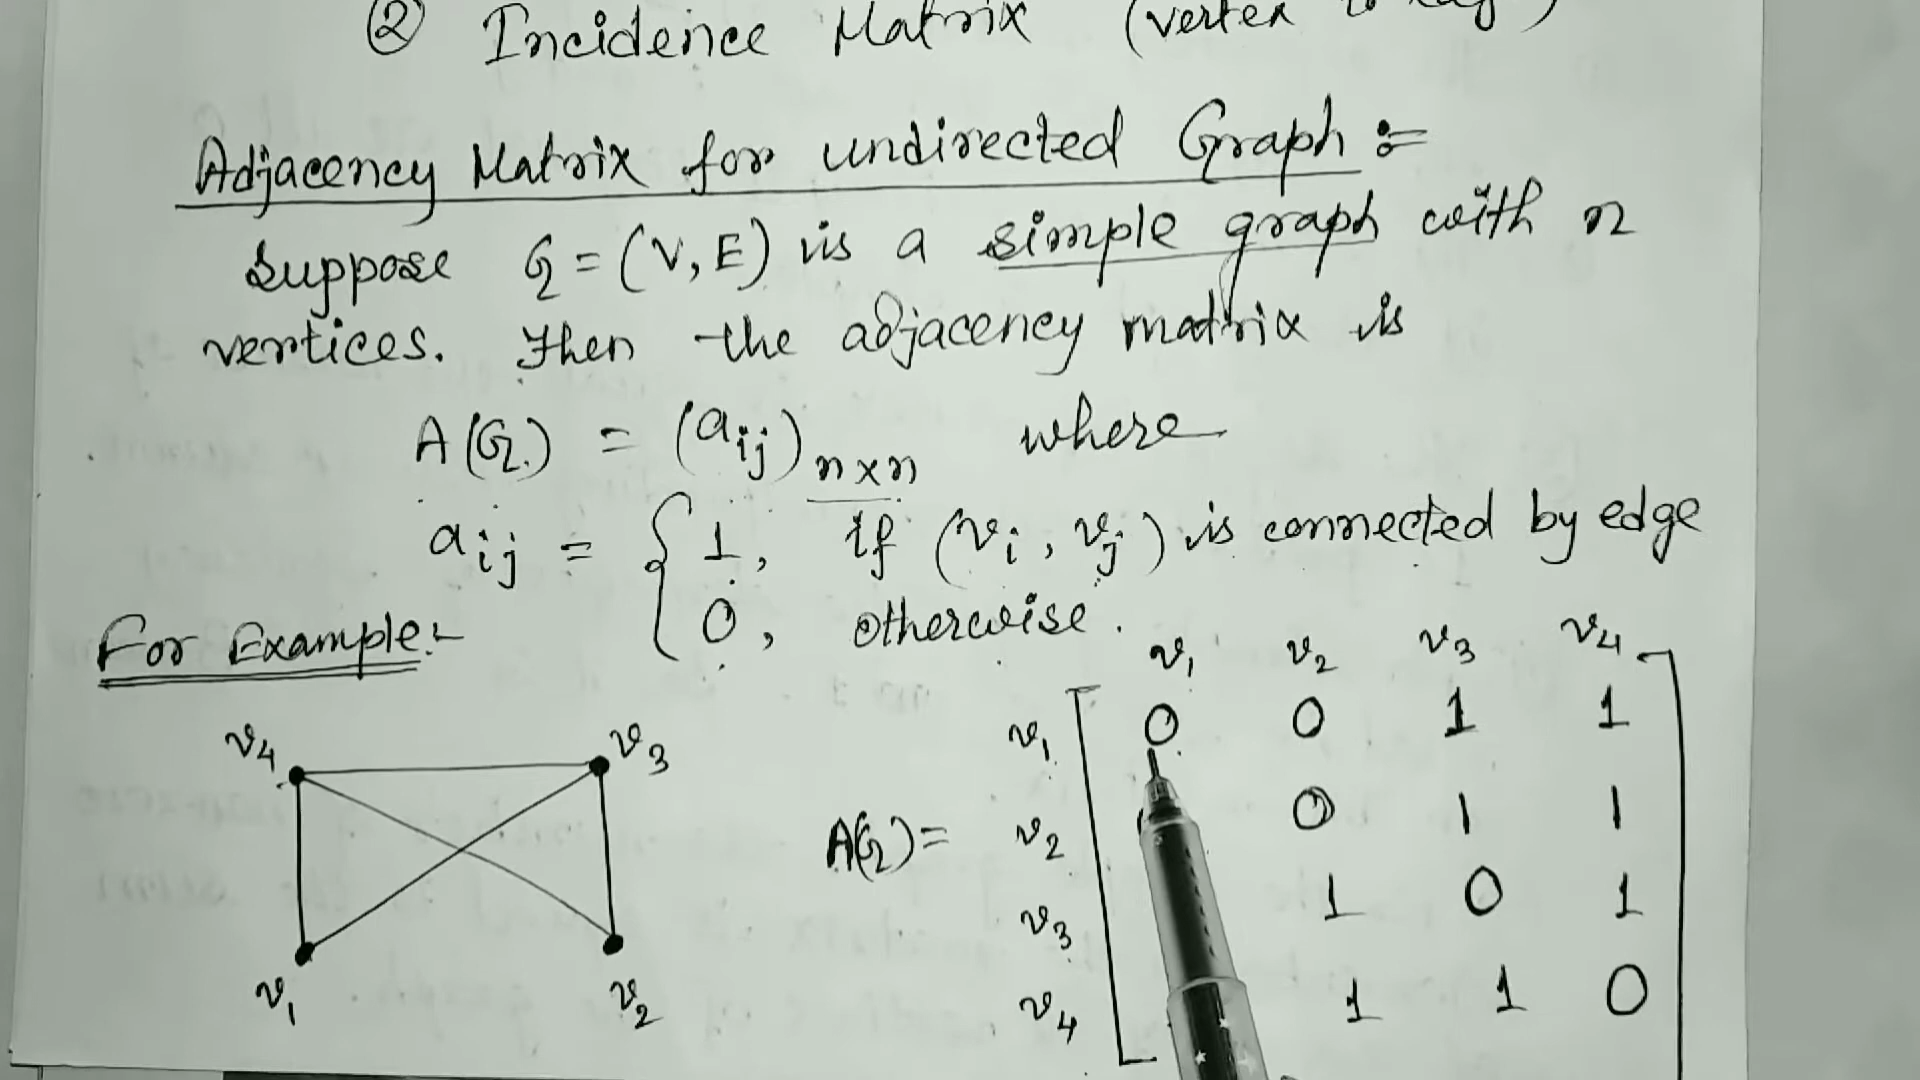 ② Incidence Matrix (vertex to
Adjacency Matrix for undirected Graph :=
Suppose G = (V, E) is a simple graph with n
vertices. Then the adjacency matrix is
A(G) = (aij)n×n where
aij = { 1, if (vi, vj) is connected by edge
0, otherwise.
For Example:-
v4 v3
v1 v2
v1 v2 v3 v4
v1 0 0 1 1
A(G) = v2 0 1 1
v3 1 0 1
v4 1 1 0